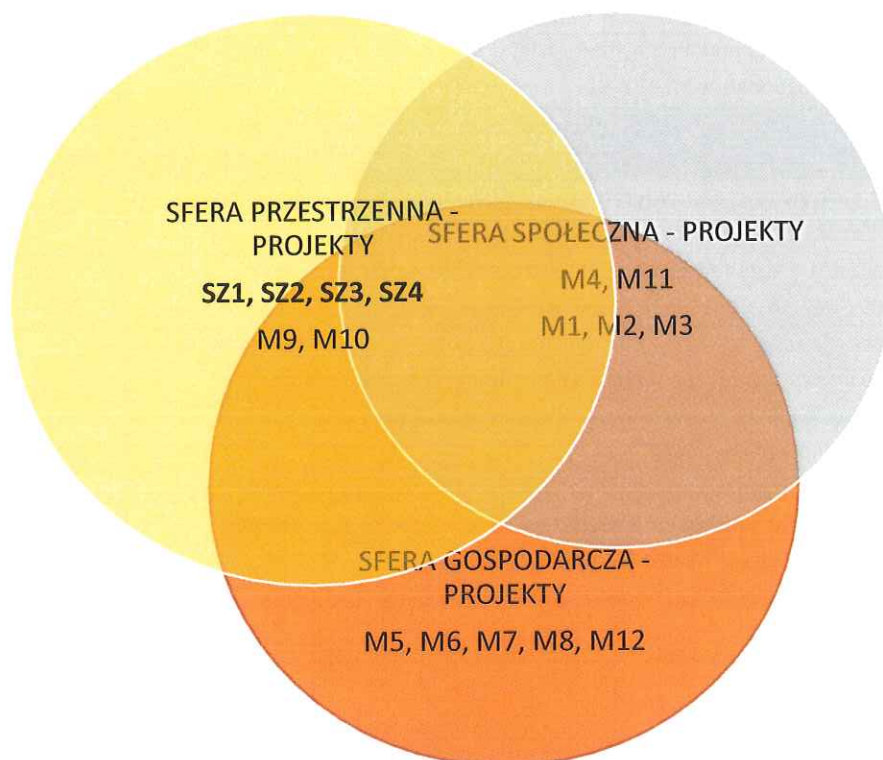 SFERA PRZESTRZENNA -
PROJEKTY
SZ1, SZ2, SZ3, SZ4
M9, M10
SFERA SPOŁECZNA - PROJEKTY
M4, M11
M1, M2, M3
SFERA GOSPODARCZA -
PROJEKTY
M5, M6, M7, M8, M12